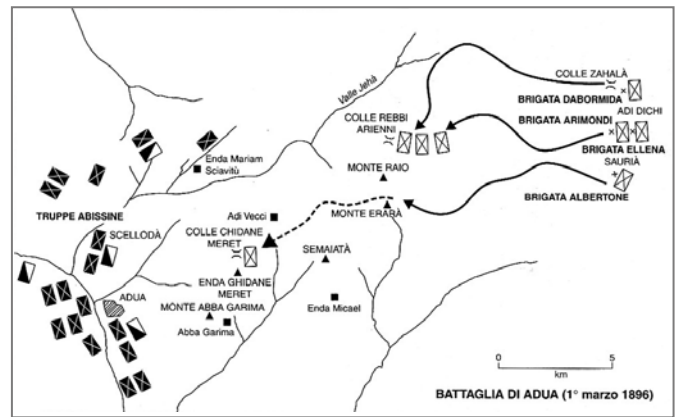 COLLE ZAHALÀ
Valle Jehà
BRIGATA DABORMIDA
ADI DICHI
COLLE REBBI
ARIENNI
BRIGATA ARIMONDI
BRIGATA ELLENA
SAURIÀ
Enda Mariam
Sciavitù
MONTE RAIO
BRIGATA ALBERTONE
TRUPPE ABISSINE
Adi Vecci
MONTE ERARÀ
SCELLODÀ
COLLE CHIDANE
MERET
SEMAIATÀ
ENDA GHIDANE
MERET
ADUA
MONTE ABBA GARIMA
Enda Micael
Abba Garima
0
5
km
BATTAGLIA DI ADUA (1° marzo 1896)